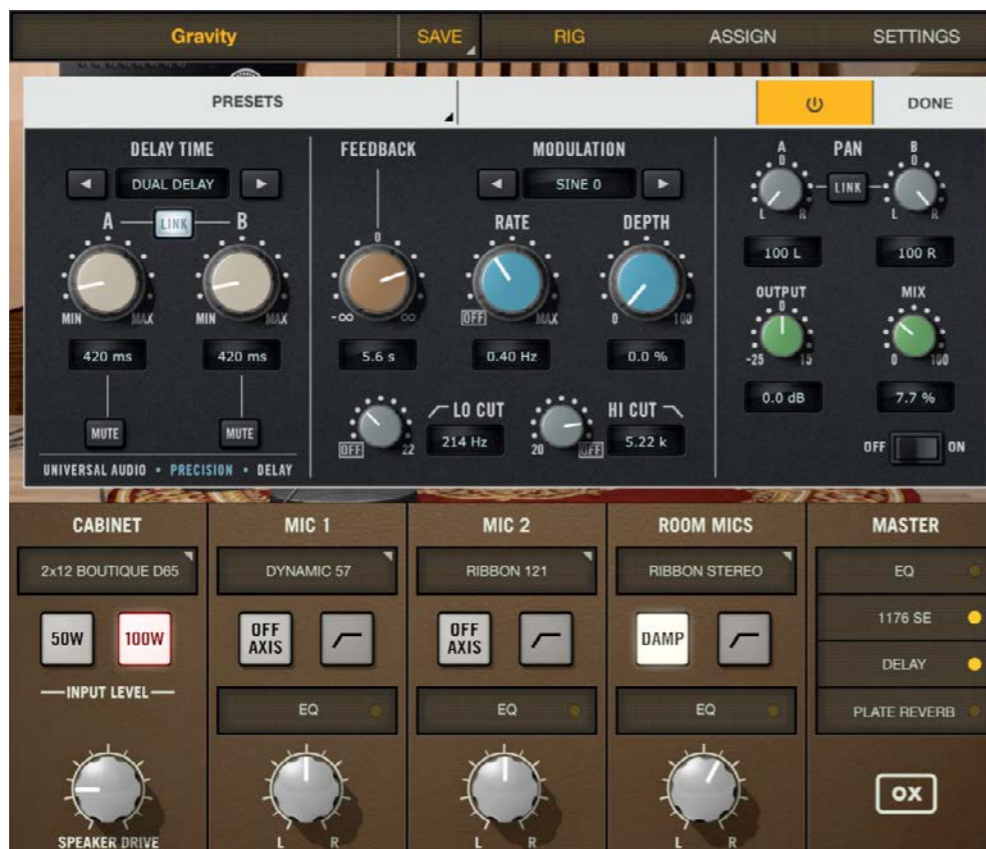 Gravity
SAVE
RIG
ASSIGN
SETTINGS
PRESETS
DONE
DELAY TIME
DUAL DELAY
A
LINK
B
MIN
MAX
MIN
MAX
420 ms
420 ms
MUTE
MUTE
UNIVERSAL AUDIO • PRECISION • DELAY
FEEDBACK
0
-∞
∞
5.6 s
MODULATION
SINE 0
RATE
DEPTH
OFF
MAX
0
100
0.40 Hz
0.0 %
OFF
22
LO CUT
214 Hz
20
OFF
HI CUT
5.22 k
A
PAN
B
0
0
LINK
L
R
L
R
100 L
100 R
OUTPUT
MIX
0
-25
15
0
100
0.0 dB
7.7 %
OFF
ON
CABINET
2x12 BOUTIQUE D65
50W
100W
INPUT LEVEL
SPEAKER DRIVE
MIC 1
DYNAMIC 57
OFF AXIS
EQ
L
R
MIC 2
RIBBON 121
OFF AXIS
EQ
L
R
ROOM MICS
RIBBON STEREO
DAMP
EQ
L
R
MASTER
EQ
1176 SE
DELAY
PLATE REVERB
OX